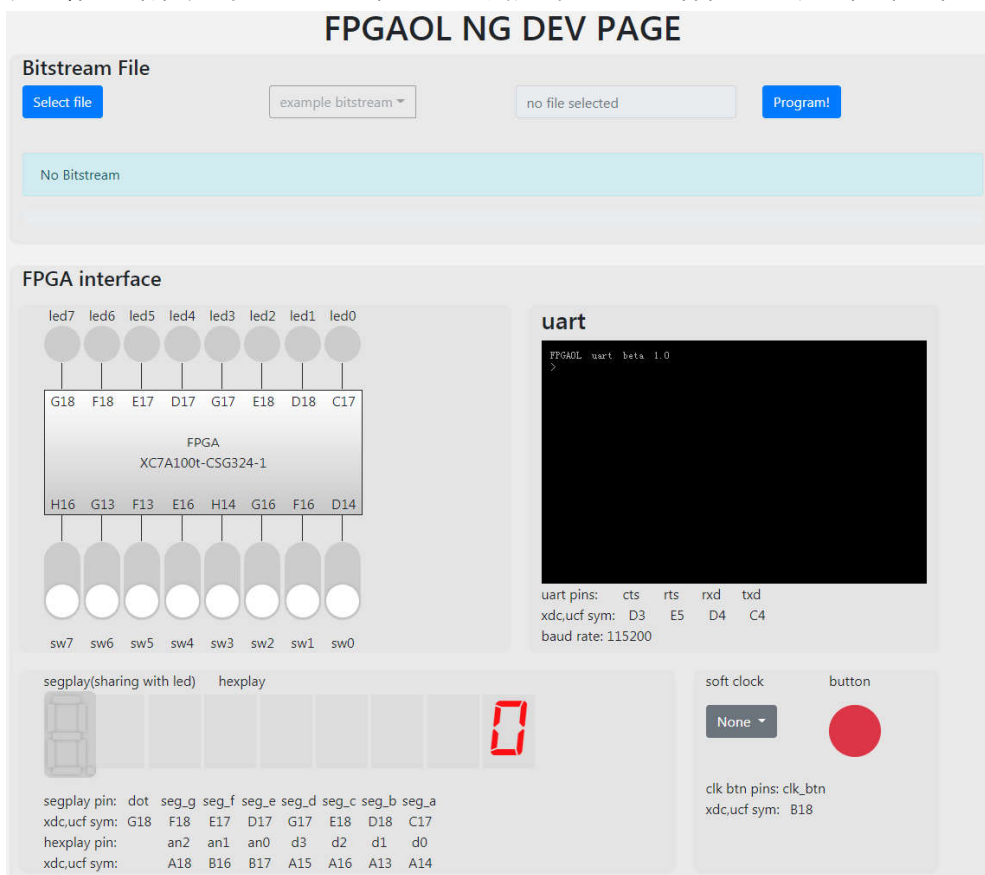 FPGAOL NG DEV PAGE
Bitstream File
Select file example bitstream no file selected Program!
No Bitstream
FPGA interface
led7 led6 led5 led4 led3 led2 led1 led0
G18 F18 E17 D17 G17 E18 D18 C17
FPGA
XC7A100t-CSG324-1
H16 G13 F13 E16 H14 G16 F16 D14
sw7 sw6 sw5 sw4 sw3 sw2 sw1 sw0
uart
FPGAOL uart beta 1.0
>
uart pins: cts rts rxd txd
xdc,ucf sym: D3 E5 D4 C4
baud rate: 115200
segplay(sharing with led) hexplay
0
segplay pin: dot seg_g seg_f seg_e seg_d seg_c seg_b seg_a
xdc,ucf sym: G18 F18 E17 D17 G17 E18 D18 C17
hexplay pin: an2 an1 an0 d3 d2 d1 d0
xdc,ucf sym: A18 B16 B17 A15 A16 A13 A14
soft clock button
None
clk btn pins: clk_btn
xdc,ucf sym: B18